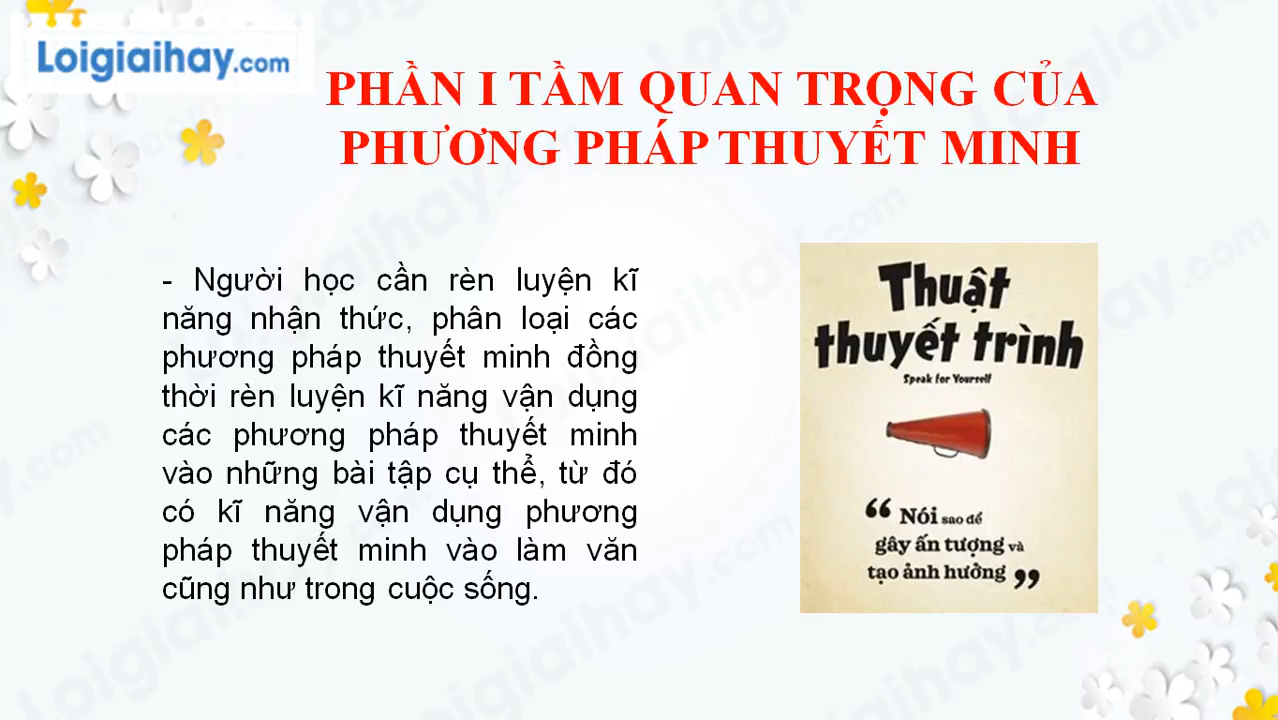 Loigiaihay.com
PHẦN I TẦM QUAN TRỌNG CỦA
PHƯƠNG PHÁP THUYẾT MINH
- Người học cần rèn luyện kĩ
năng nhận thức, phân loại các
phương pháp thuyết minh đồng
thời rèn luyện kĩ năng vận dụng
các phương pháp thuyết minh
vào những bài tập cụ thể, từ đó
có kĩ năng vận dụng phương
pháp thuyết minh vào làm văn
cũng như trong cuộc sống.
Thuật
thuyết trình
Speak for Yourself
“ Nói sao để
gây ấn tượng và
tạo ảnh hưởng ”